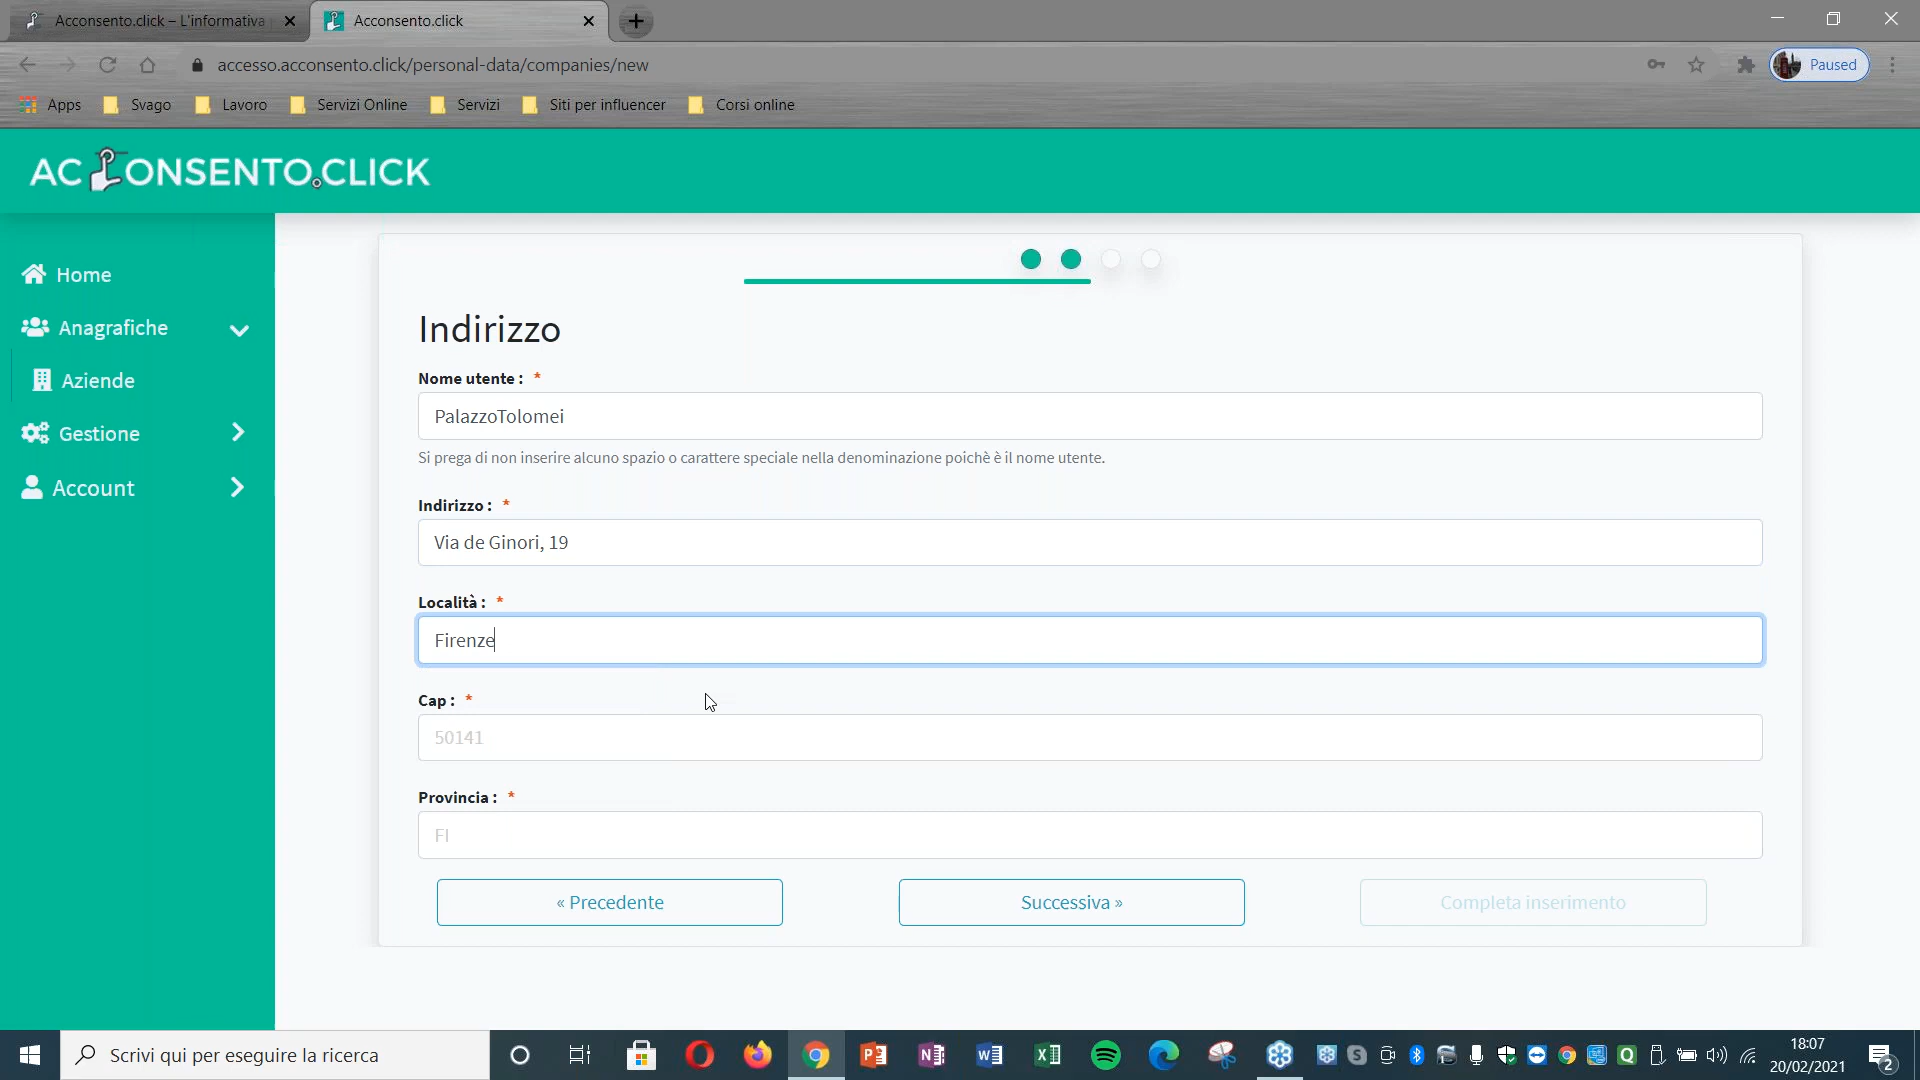 Acconsento.click – L'informativa
Acconsento.click
accesso.acconsento.click/personal-data/companies/new
Paused
Apps
Svago
Lavoro
Servizi Online
Servizi
Siti per influencer
Corsi online
ACCONSENTO.CLICK
Home
Anagrafiche
Aziende
Gestione
Account
Indirizzo
Nome utente : *
PalazzoTolomei
Si prega di non inserire alcuno spazio o carattere speciale nella denominazione poichè è il nome utente.
Indirizzo : *
Via de Ginori, 19
Località : *
Firenze
Cap : *
50141
Provincia : *
FI
« Precedente
Successiva »
Completa inserimento
Scrivi qui per eseguire la ricerca
18:07
20/02/2021
2